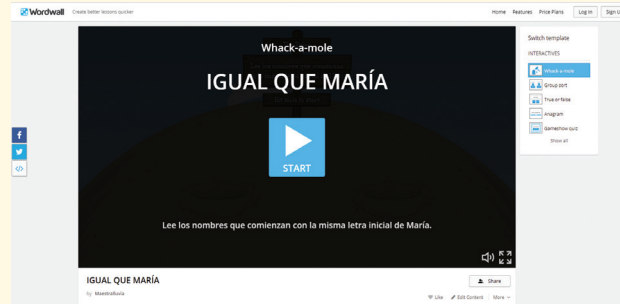 Wordwall Create better lessons quicker
Home Features Price Plans Log In Sign U
Whack-a-mole
IGUAL QUE MARÍA
START
Lee los nombres que comienzan con la misma letra inicial de María.
Switch template
INTERACTIVES
Whack-a-mole
Group sort
True or false
Anagram
Gameshow quiz
Show all
IGUAL QUE MARÍA
Share
by
Like Edit Content More